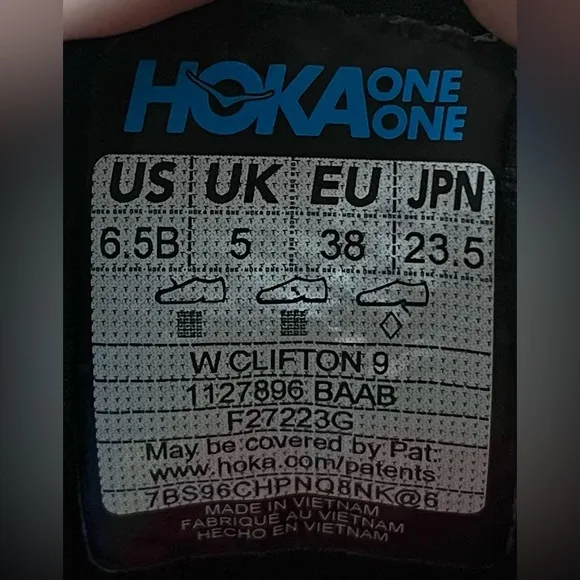 HOKA ONE ONE
US UK EU JPN
6.5B 5 38 23.5
W CLIFTON 9
1127896 BAAB
F27223G
May be covered by Pat:
www.hoka.com/patents
7BS96CHPNQ8NK@6
MADE IN VIETNAM
FABRIQUÉ AU VIETNAM
HECHO EN VIETNAM